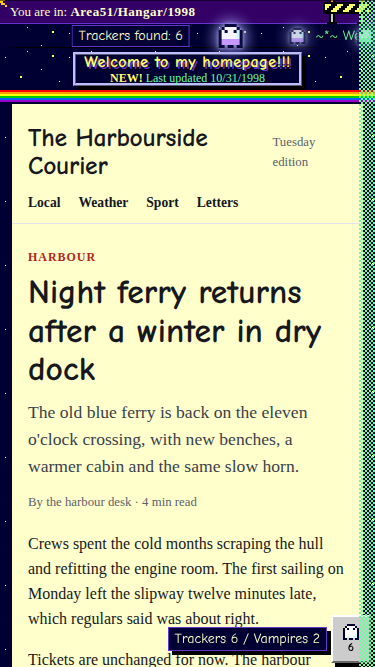 You are in: Area51/Hangar/1998
Trackers found: 6
~*~ We
Welcome to my homepage!!!
NEW! Last updated 10/31/1998
The Harbourside
Courier
Tuesday
edition
Local Weather Sport Letters
HARBOUR
Night ferry returns
after a winter in dry
dock
The old blue ferry is back on the eleven
o'clock crossing, with new benches, a
warmer cabin and the same slow horn.
By the harbour desk · 4 min read
Crews spent the cold months scraping the hull
and refitting the engine room. The first sailing on
Monday left the slipway twelve minutes late,
which regulars said was about right.
Trackers 6 / Vampires 2
6
Tickets are unchanged for now. The harbour